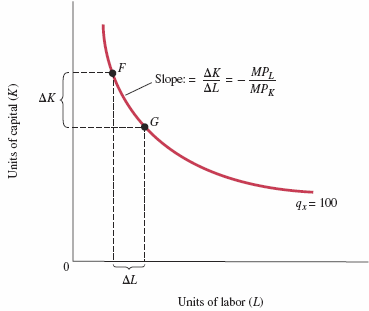 F
Slope: = ΔK/ΔL = − MP_L/MP_K
ΔK
G
Units of capital (K)
q_x = 100
0
ΔL
Units of labor (L)